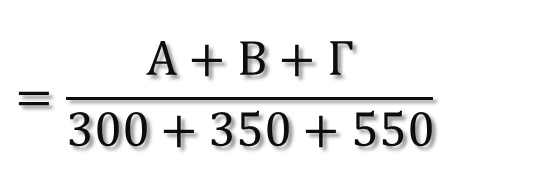 = Α + Β + Γ
300 + 350 + 550